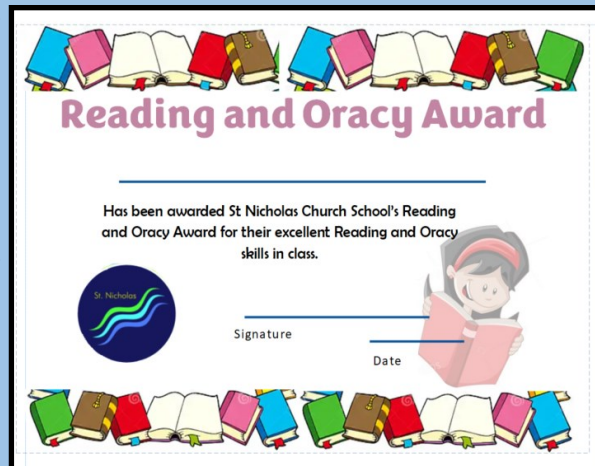 Reading and Oracy Award
Has been awarded St Nicholas Church School's Reading
and Oracy Award for their excellent Reading and Oracy
skills in class.
St. Nicholas
Signature
Date